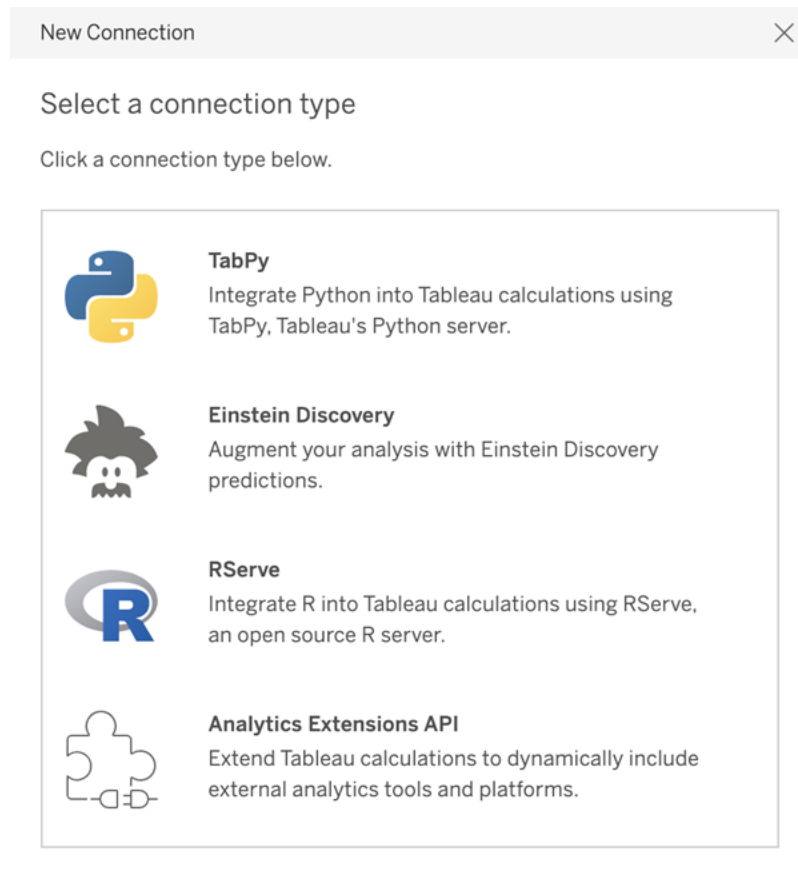 New Connection
Select a connection type
Click a connection type below.
TabPy
Integrate Python into Tableau calculations using
TabPy, Tableau's Python server.
Einstein Discovery
Augment your analysis with Einstein Discovery
predictions.
RServe
Integrate R into Tableau calculations using RServe,
an open source R server.
Analytics Extensions API
Extend Tableau calculations to dynamically include
external analytics tools and platforms.